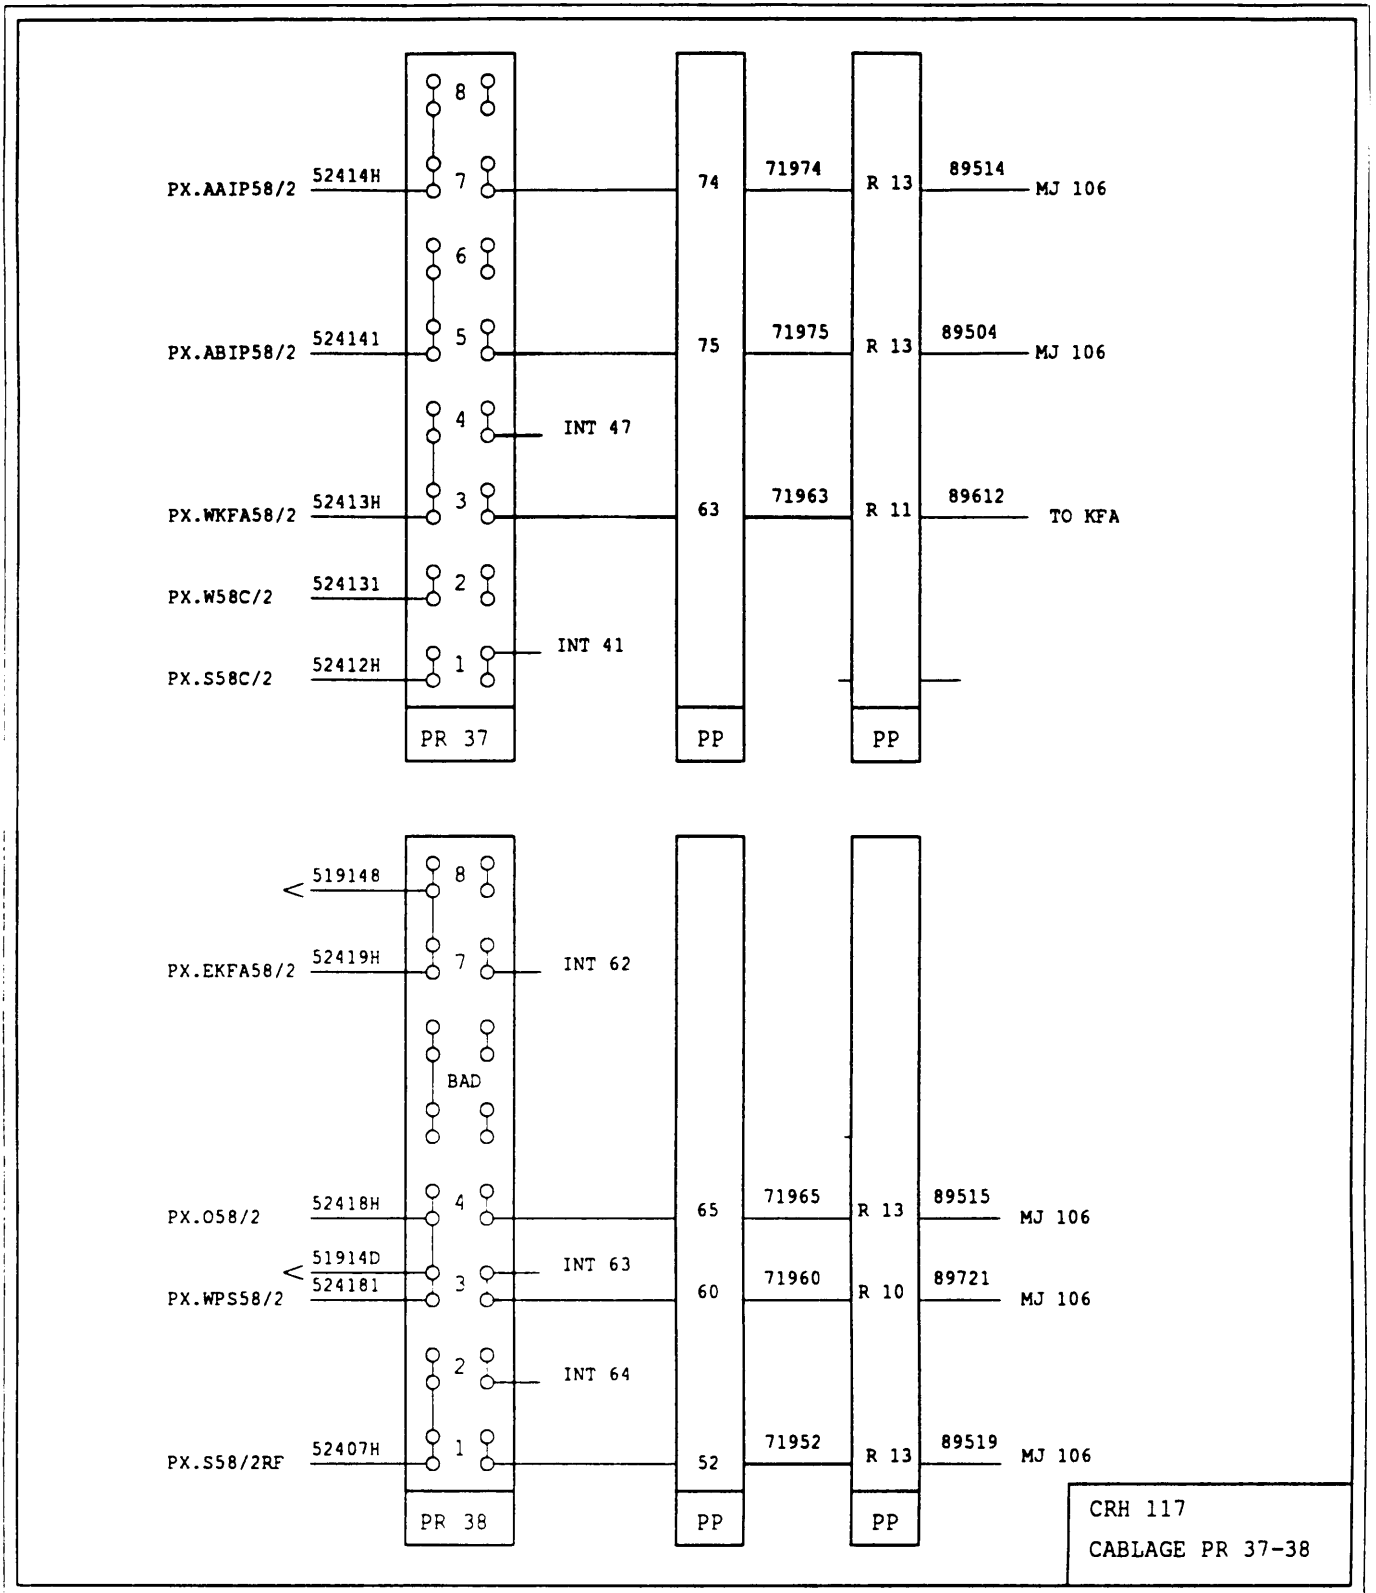 8
PX.AAIP58/2 52414H 7 74 71974 R 13 89514 MJ 106
6
PX.ABIP58/2 524141 5 75 71975 R 13 89504 MJ 106
4 INT 47
PX.WKFA58/2 52413H 3 63 71963 R 11 89612 TO KFA
PX.W58C/2 524131 2
INT 41
PX.S58C/2 52412H 1
PR 37 PP PP
< 519148 8
PX.EKFA58/2 52419H 7 INT 62
BAD
PX.O58/2 52418H 4 65 71965 R 13 89515 MJ 106
< 51914D INT 63
PX.WPS58/2 524181 3 60 71960 R 10 89721 MJ 106
2 INT 64
PX.S58/2RF 52407H 1 52 71952 R 13 89519 MJ 106
PR 38 PP PP
CRH 117
CABLAGE PR 37-38